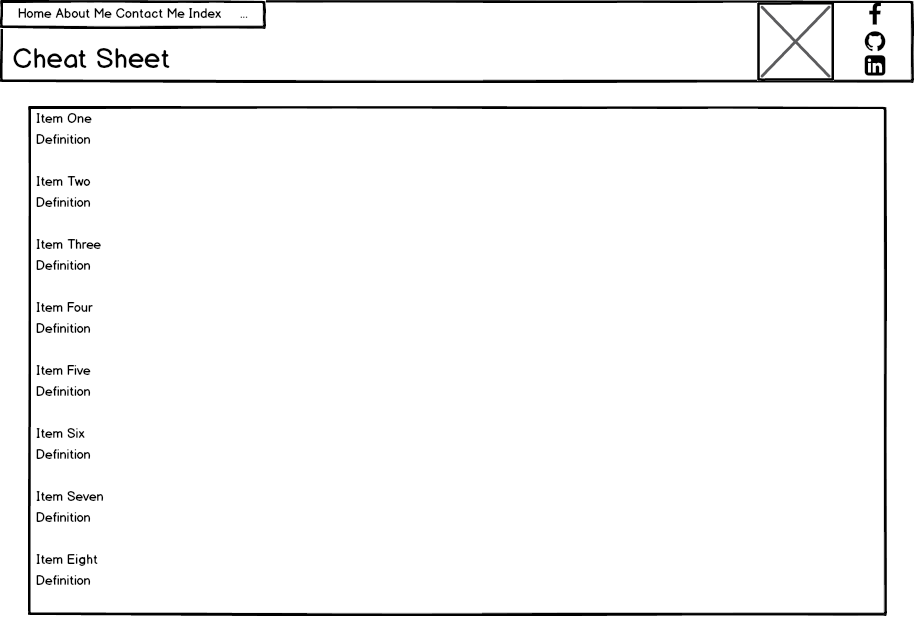 Home About Me Contact Me Index ...
Cheat Sheet
Item One
Definition
Item Two
Definition
Item Three
Definition
Item Four
Definition
Item Five
Definition
Item Six
Definition
Item Seven
Definition
Item Eight
Definition